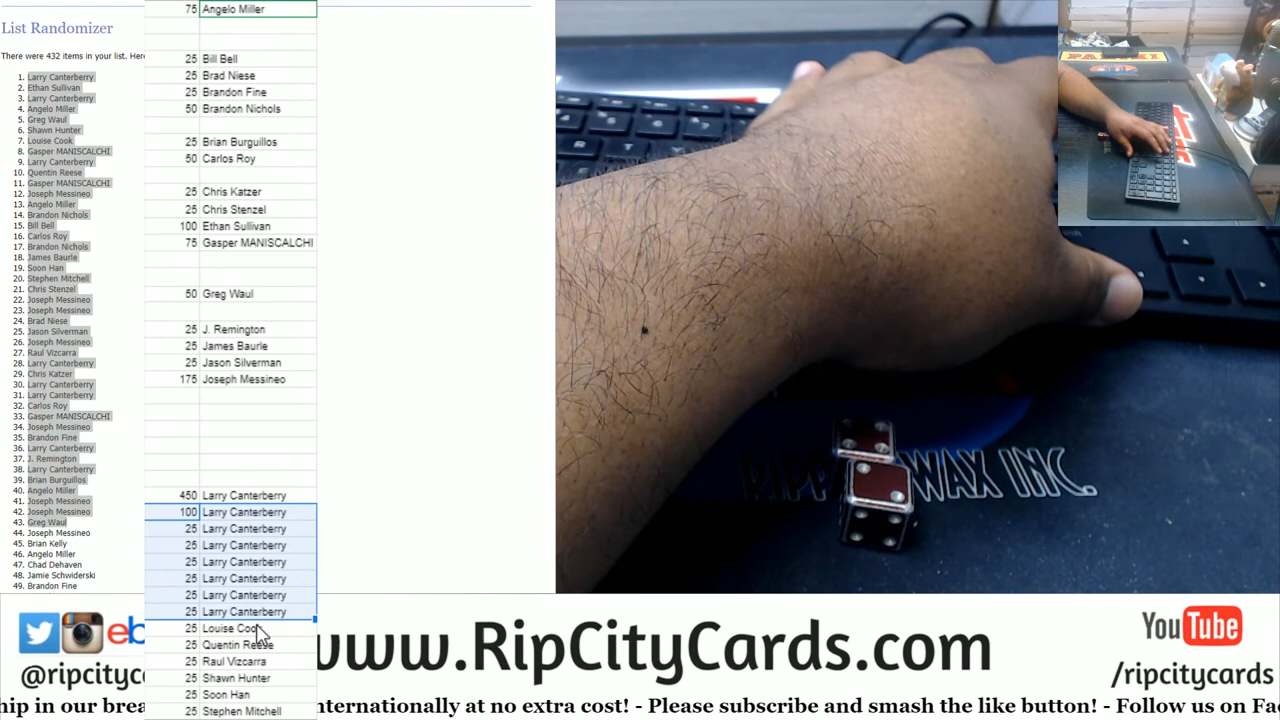 List Randomizer
There were 432 items in your list. Her
1. Larry Canterberry
2. Ethan Sullivan
3. Larry Canterberry
4. Angelo Miller
5. Greg Waul
6. Shawn Hunter
7. Louise Cook
8. Gasper MANISCALCHI
9. Larry Canterberry
10. Quentin Reese
11. Gasper MANISCALCHI
12. Joseph Messineo
13. Angelo Miller
14. Brandon Nichols
15. Bill Bell
16. Carlos Roy
17. Brandon Nichols
18. James Baurle
19. Soon Han
20. Stephen Mitchell
21. Chris Stenzel
22. Joseph Messineo
23. Joseph Messineo
24. Brad Niese
25. Jason Silverman
26. Joseph Messineo
27. Raul Vizcarra
28. Larry Canterberry
29. Chris Katzer
30. Larry Canterberry
31. Larry Canterberry
32. Carlos Roy
33. Gasper MANISCALCHI
34. Joseph Messineo
35. Brandon Fine
36. Larry Canterberry
37. J. Remington
38. Larry Canterberry
39. Brian Burguillos
40. Angelo Miller
41. Joseph Messineo
42. Joseph Messineo
43. Greg Waul
44. Joseph Messineo
45. Brian Kelly
46. Angelo Miller
47. Chad Dehaven
48. Jamie Schwiderski
49. Brandon Fine
75 Angelo Miller
25 Bill Bell
25 Brad Niese
25 Brandon Fine
50 Brandon Nichols
25 Brian Burguillos
50 Carlos Roy
25 Chris Katzer
25 Chris Stenzel
100 Ethan Sullivan
75 Gasper MANISCALCHI
50 Greg Waul
25 J. Remington
25 James Baurle
25 Jason Silverman
175 Joseph Messineo
450 Larry Canterberry
100 Larry Canterberry
25 Larry Canterberry
25 Larry Canterberry
25 Larry Canterberry
25 Larry Canterberry
25 Larry Canterberry
25 Larry Canterberry
25 Louise Cook
25 Quentin Reese
25 Raul Vizcarra
25 Shawn Hunter
25 Soon Han
25 Stephen Mitchell
PANINI
WAX INC.
eb
@ripcityc
www.RipCityCards.com
YouTube
/ripcitycards
hip in our brea nternationally at no extra cost! - Please subscribe and smash the like button! - Follow us on Fa